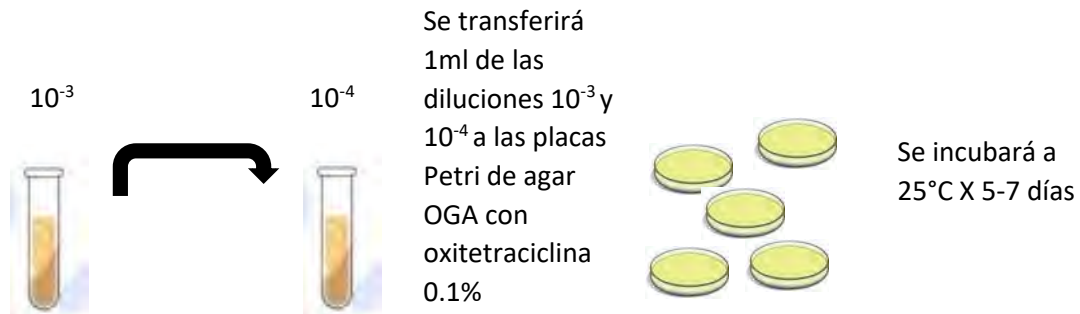 10⁻³
10⁻⁴
Se transferirá
1ml de las
diluciones 10⁻³ y
10⁻⁴ a las placas
Petri de agar
OGA con
oxitetraciclina
0.1%
Se incubará a
25°C X 5-7 días